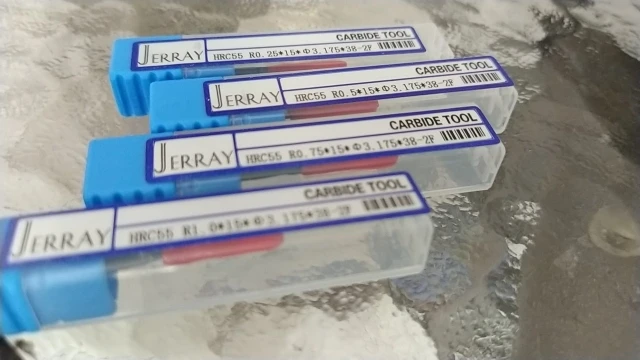 CARBIDE TOOL
JERRAY HRC55 R0.25*15*Φ3.175*38-2F
CARBIDE TOOL
JERRAY HRC55 R0.5*15*Φ3.175*38-2F
CARBIDE TOOL
JERRAY HRC55 R0.75*15*Φ3.175*38-2F
CARBIDE TOOL
JERRAY HRC55 R1.0*15*Φ3.175*38-2F